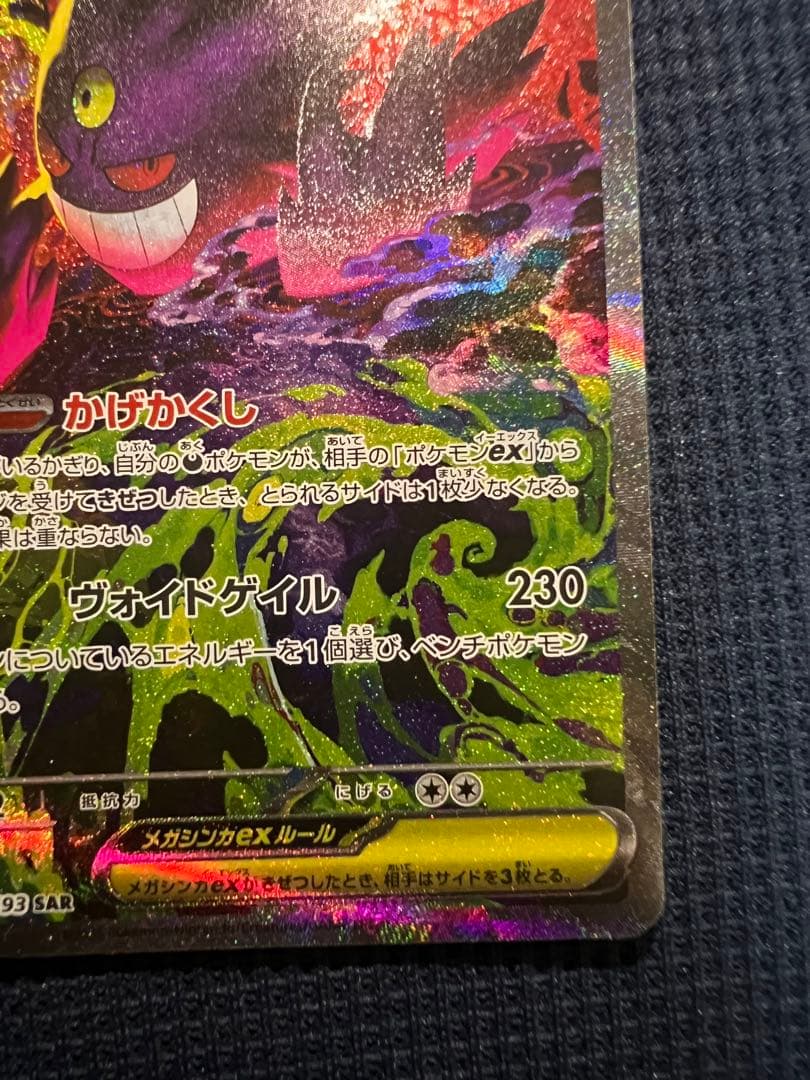 かげかくし
いるかぎり、自分のポケモンが、相手の「ポケモンex」から
ジを受けてきぜつしたとき、とられるサイドは1枚少なくなる。
果は重ならない。
ヴォイドゲイル 230
ンについているエネルギーを1個選び、ベンチポケモン
る。
抵抗力 にげる
メガシンカexルール
メガシンカexがきぜつしたとき、相手はサイドを3枚とる。
93 SAR